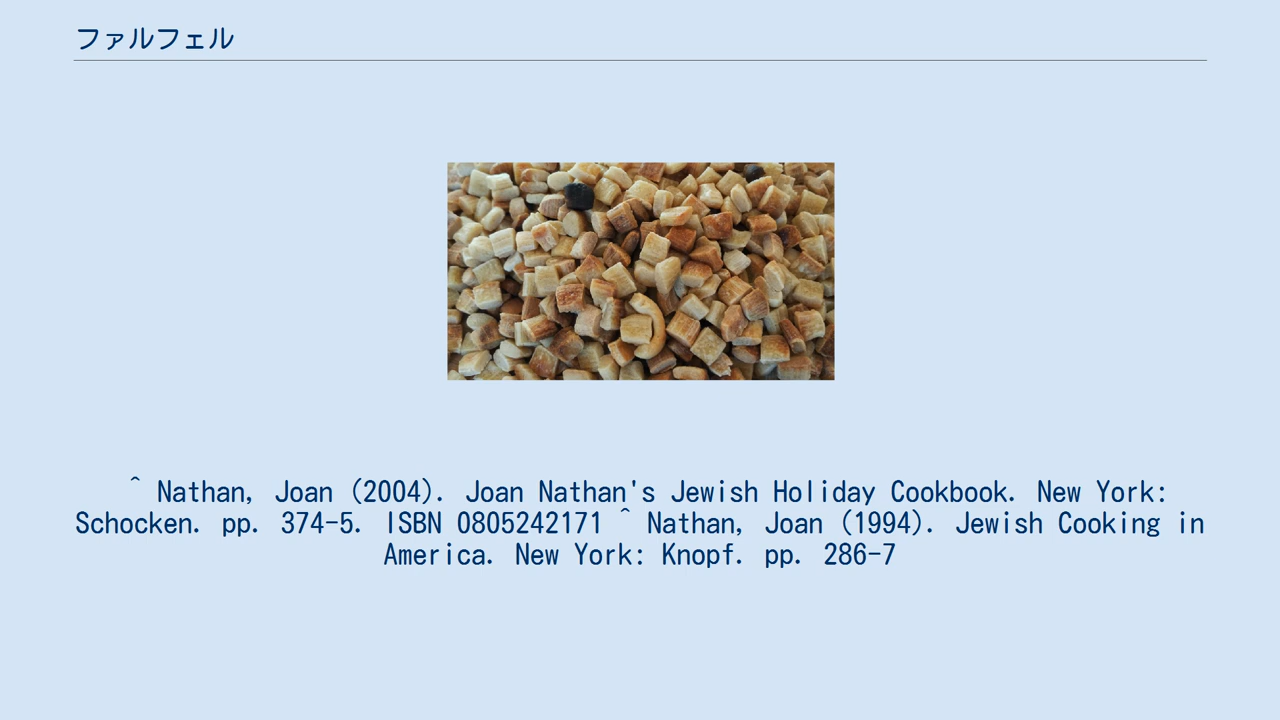 ファルフェル
^ Nathan, Joan (2004). Joan Nathan's Jewish Holiday Cookbook. New York:
Schocken. pp. 374-5. ISBN 0805242171 ^ Nathan, Joan (1994). Jewish Cooking in
America. New York: Knopf. pp. 286-7